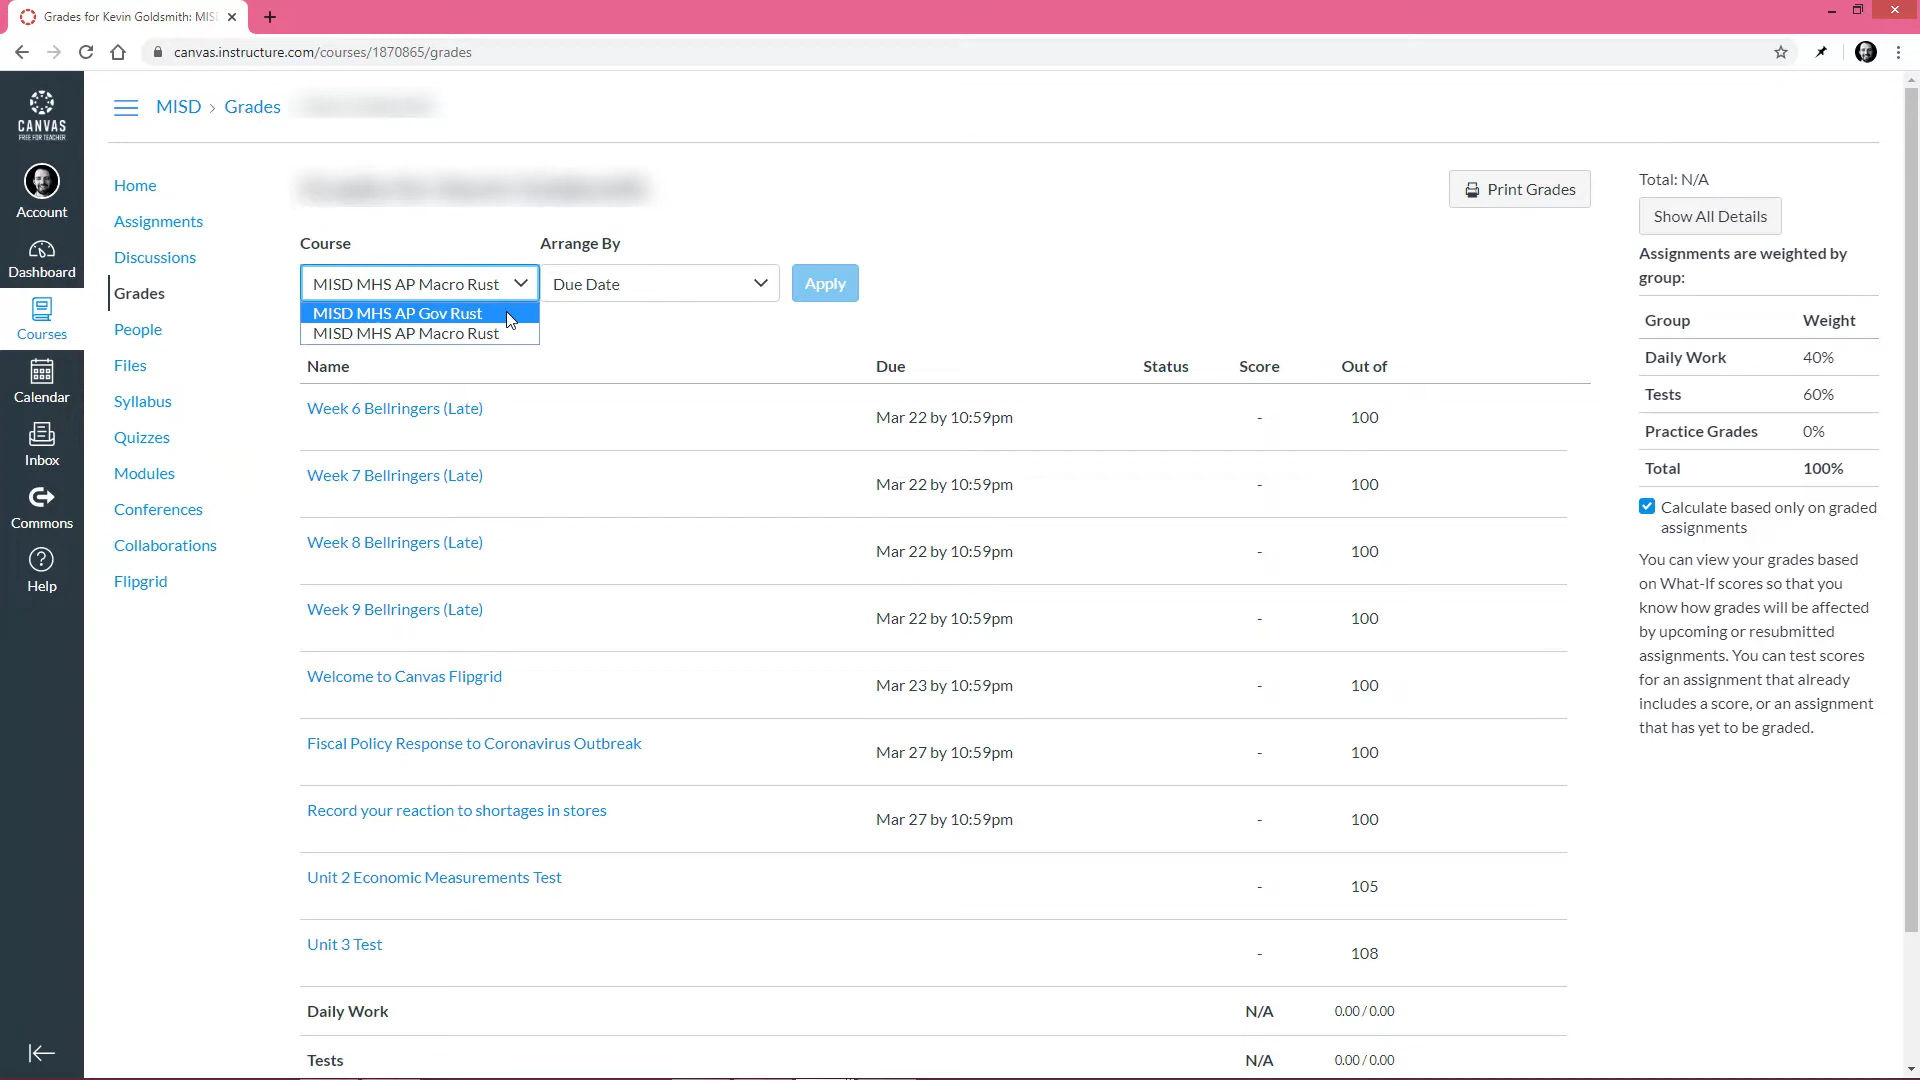 Grades for Kevin Goldsmith: MIS
canvas.instructure.com/courses/1870865/grades
CANVAS
FREE FOR TEACHER
Account
Dashboard
Courses
Calendar
Inbox
Commons
Help
MISD › Grades
Home
Assignments
Discussions
Grades
People
Files
Syllabus
Quizzes
Modules
Conferences
Collaborations
Flipgrid
Grades for Kevin Goldsmith
Print Grades
Course
Arrange By
MISD MHS AP Macro Rust
Due Date
Apply
MISD MHS AP Gov Rust
MISD MHS AP Macro Rust
Name Due Status Score Out of
Week 6 Bellringers (Late) Mar 22 by 10:59pm - 100
Week 7 Bellringers (Late) Mar 22 by 10:59pm - 100
Week 8 Bellringers (Late) Mar 22 by 10:59pm - 100
Week 9 Bellringers (Late) Mar 22 by 10:59pm - 100
Welcome to Canvas Flipgrid Mar 23 by 10:59pm - 100
Fiscal Policy Response to Coronavirus Outbreak Mar 27 by 10:59pm - 100
Record your reaction to shortages in stores Mar 27 by 10:59pm - 100
Unit 2 Economic Measurements Test - 105
Unit 3 Test - 108
Daily Work N/A 0.00 / 0.00
Tests N/A 0.00 / 0.00
Total: N/A
Show All Details
Assignments are weighted by
group:
Group Weight
Daily Work 40%
Tests 60%
Practice Grades 0%
Total 100%
Calculate based only on graded
assignments
You can view your grades based
on What-If scores so that you
know how grades will be affected
by upcoming or resubmitted
assignments. You can test scores
for an assignment that already
includes a score, or an assignment
that has yet to be graded.